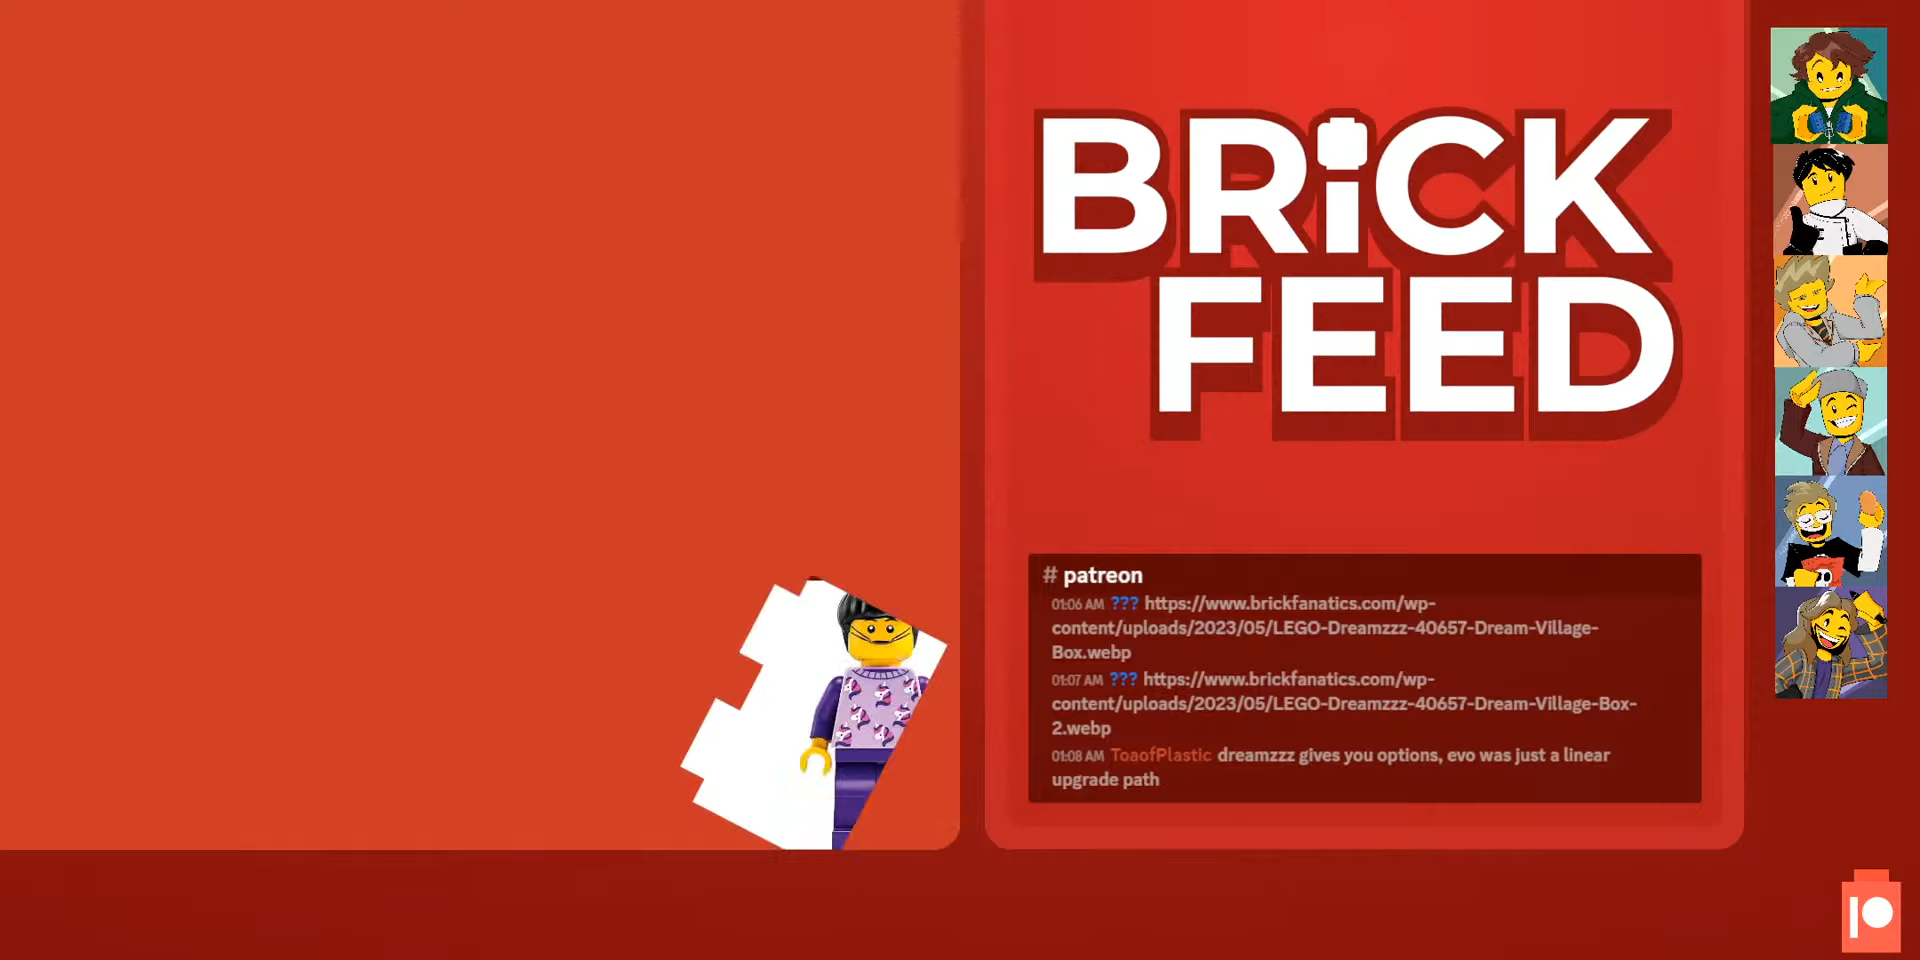 BRiCK
FEED
# patreon
01:06 AM ??? https://www.brickfanatics.com/wp-
content/uploads/2023/05/LEGO-Dreamzzz-40657-Dream-Village-
Box.webp
01:07 AM ??? https://www.brickfanatics.com/wp-
content/uploads/2023/05/LEGO-Dreamzzz-40657-Dream-Village-Box-
2.webp
01:08 AM ToaofPlastic dreamzzz gives you options, evo was just a linear
upgrade path